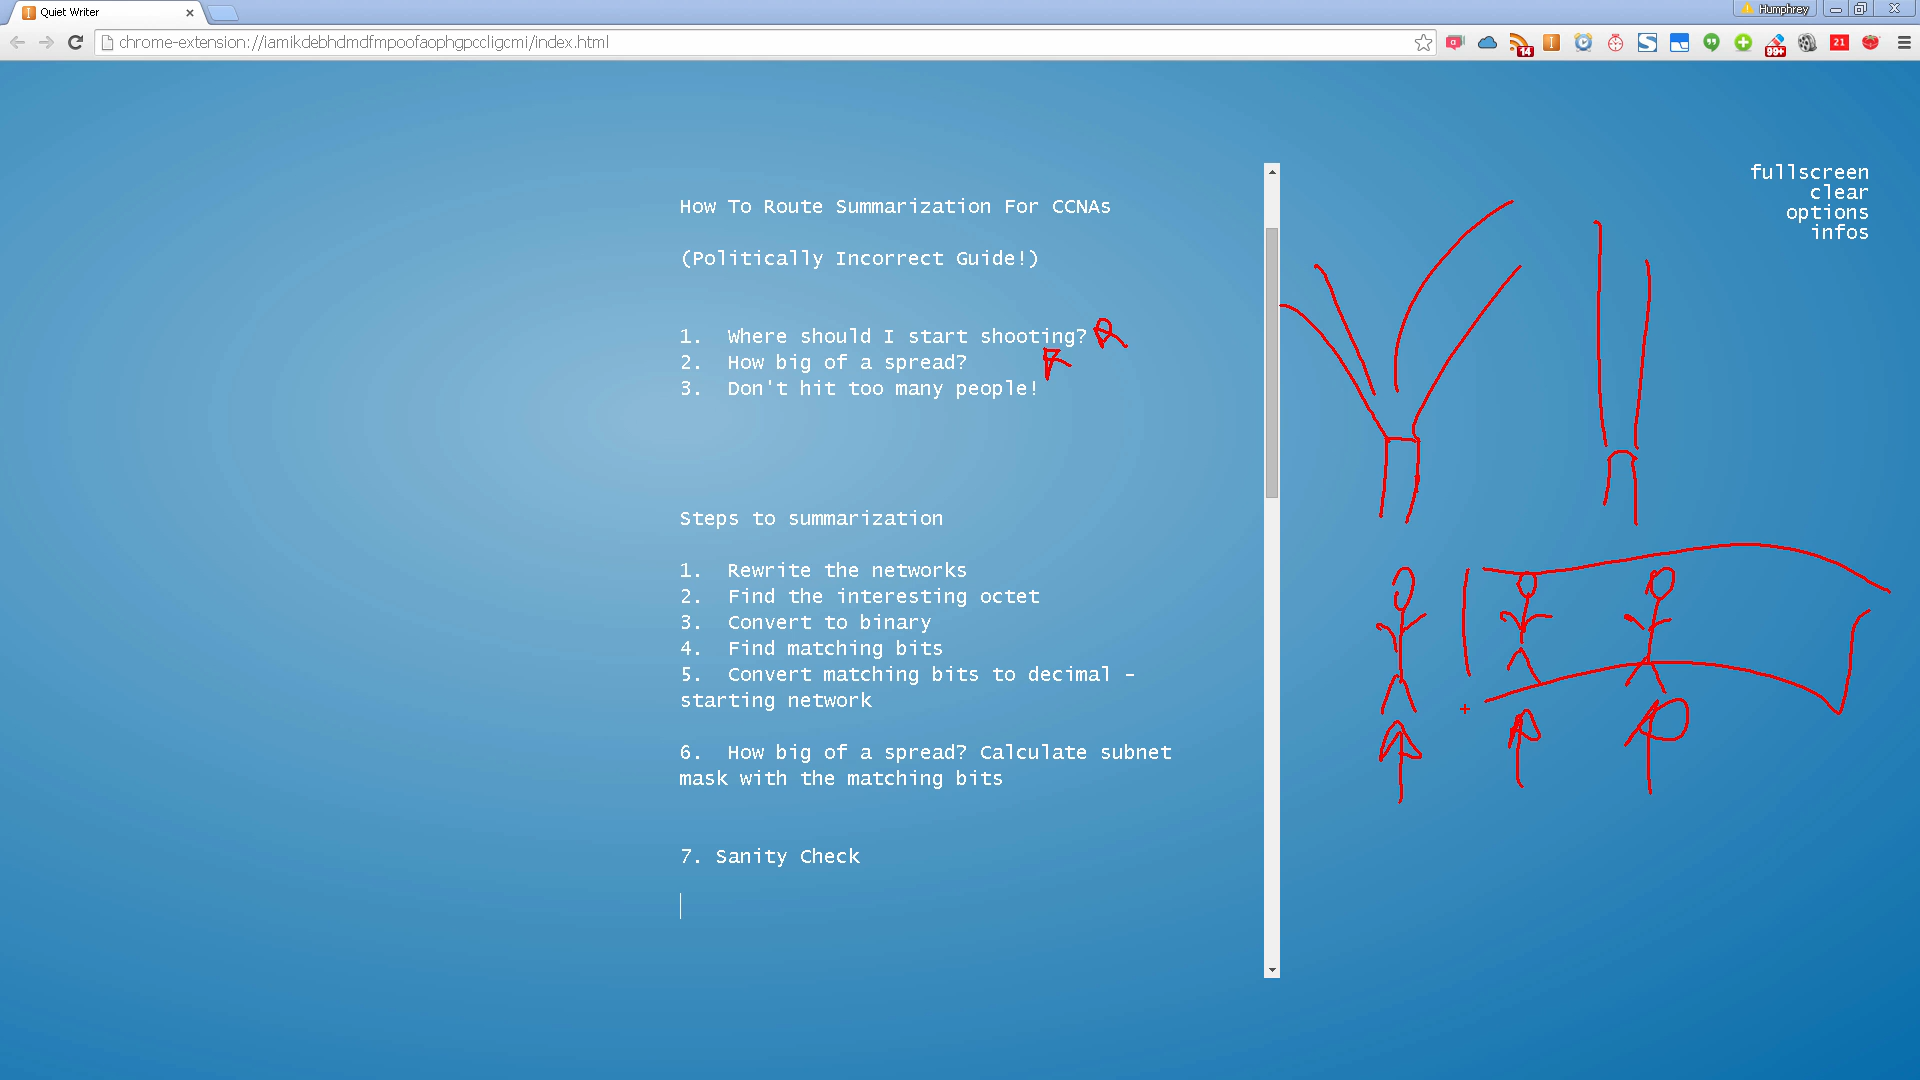 Quiet Writer
Humphrey
chrome-extension://iamikdebhdmdfmpoofaophgpccligcmi/index.html
14
99+
21
fullscreen
clear
options
infos
How To Route Summarization For CCNAs
(Politically Incorrect Guide!)
1. Where should I start shooting?
2. How big of a spread?
3. Don't hit too many people!
Steps to summarization
1. Rewrite the networks
2. Find the interesting octet
3. Convert to binary
4. Find matching bits
5. Convert matching bits to decimal -
starting network
6. How big of a spread? Calculate subnet
mask with the matching bits
7. Sanity Check